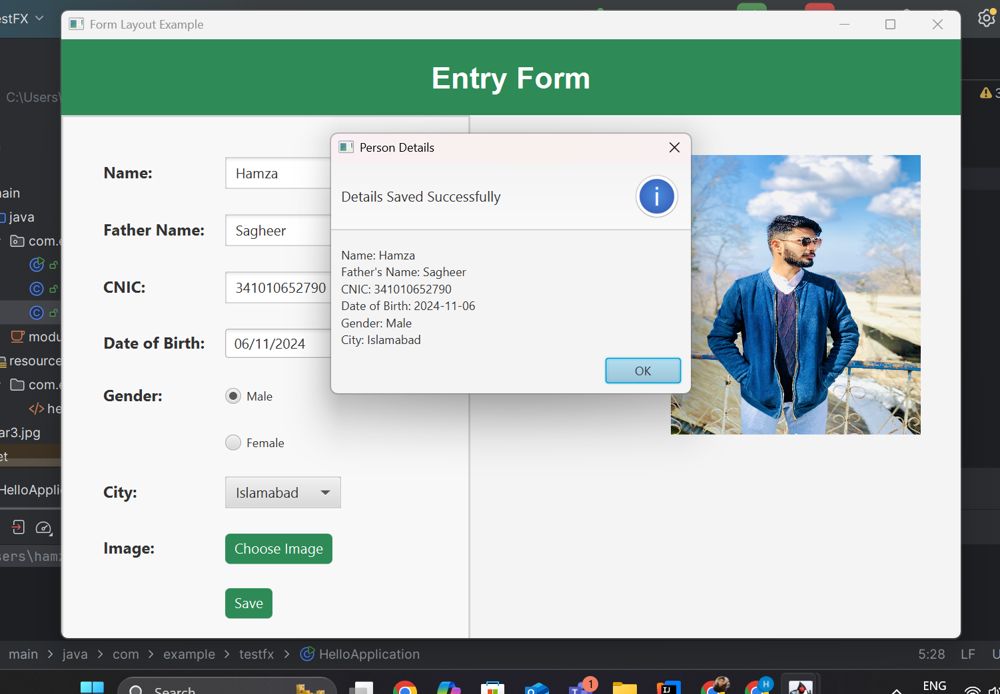 estFX
Form Layout Example
Entry Form
C:\Users\
3
Person Details
Name:
Hamza
Details Saved Successfully
i
ain
java
Father Name:
Sagheer
com.e
Name: Hamza
Father's Name: Sagheer
CNIC:
341010652790
CNIC: 341010652790
Date of Birth: 2024-11-06
Gender: Male
City: Islamabad
modu
Date of Birth:
06/11/2024
resource
OK
com.e
Gender:
Male
he
ar3.jpg
Female
et
HelloAppli
City:
Islamabad
Image:
Choose Image
ers\hamz
Save
main > java > com > example > testfx > HelloApplication
5:28 LF U
Search
1
H
IJ
ENG